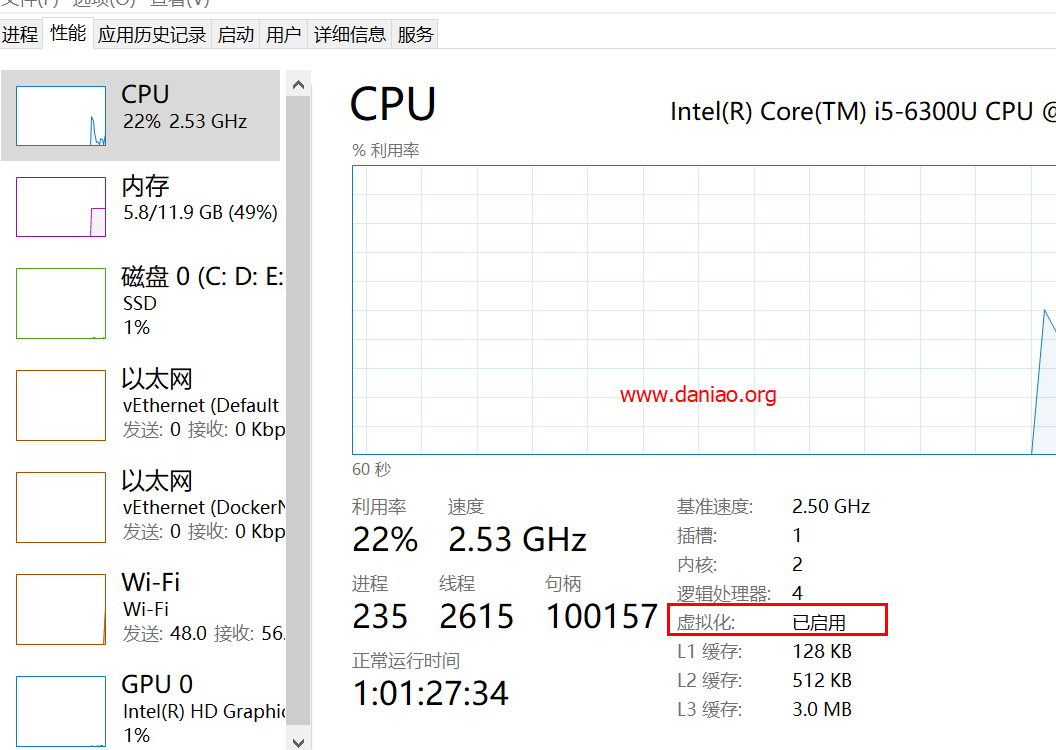 文件(F) 选项(O) 查看(V)
进程 性能 应用历史记录 启动 用户 详细信息 服务
CPU
22% 2.53 GHz
内存
5.8/11.9 GB (49%)
磁盘 0 (C: D: E:
SSD
1%
以太网
vEthernet (Default
发送: 0 接收: 0 Kbp
以太网
vEthernet (DockerN
发送: 0 接收: 0 Kbp
Wi-Fi
Wi-Fi
发送: 48.0 接收: 56.
GPU 0
Intel(R) HD Graphic
1%
CPU
Intel(R) Core(TM) i5-6300U CPU @
% 利用率
www.daniao.org
60 秒
利用率 速度
22% 2.53 GHz
进程 线程 句柄
235 2615 100157
正常运行时间
1:01:27:34
基准速度: 2.50 GHz
插槽: 1
内核: 2
逻辑处理器: 4
虚拟化: 已启用
L1 缓存: 128 KB
L2 缓存: 512 KB
L3 缓存: 3.0 MB